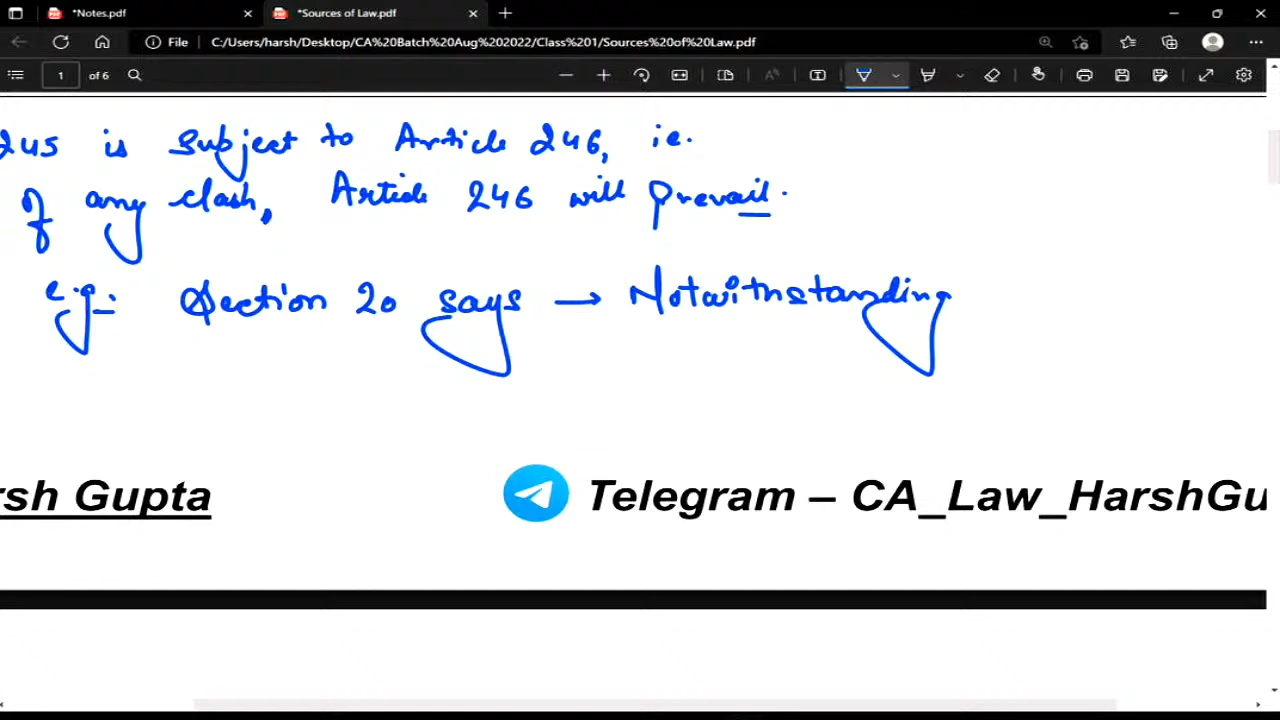 *Notes.pdf
*Sources of Law.pdf
File C:/Users/harsh/Desktop/CA%20Batch%20Aug%202022/Class%201/Sources%20of%20Law.pdf
1 of 6
245 is subject to Article 246, ie.
of any clash, Article 246 will prevail.
e.g.: Section 20 says → Notwithstanding
rsh Gupta
Telegram – CA_Law_HarshGu